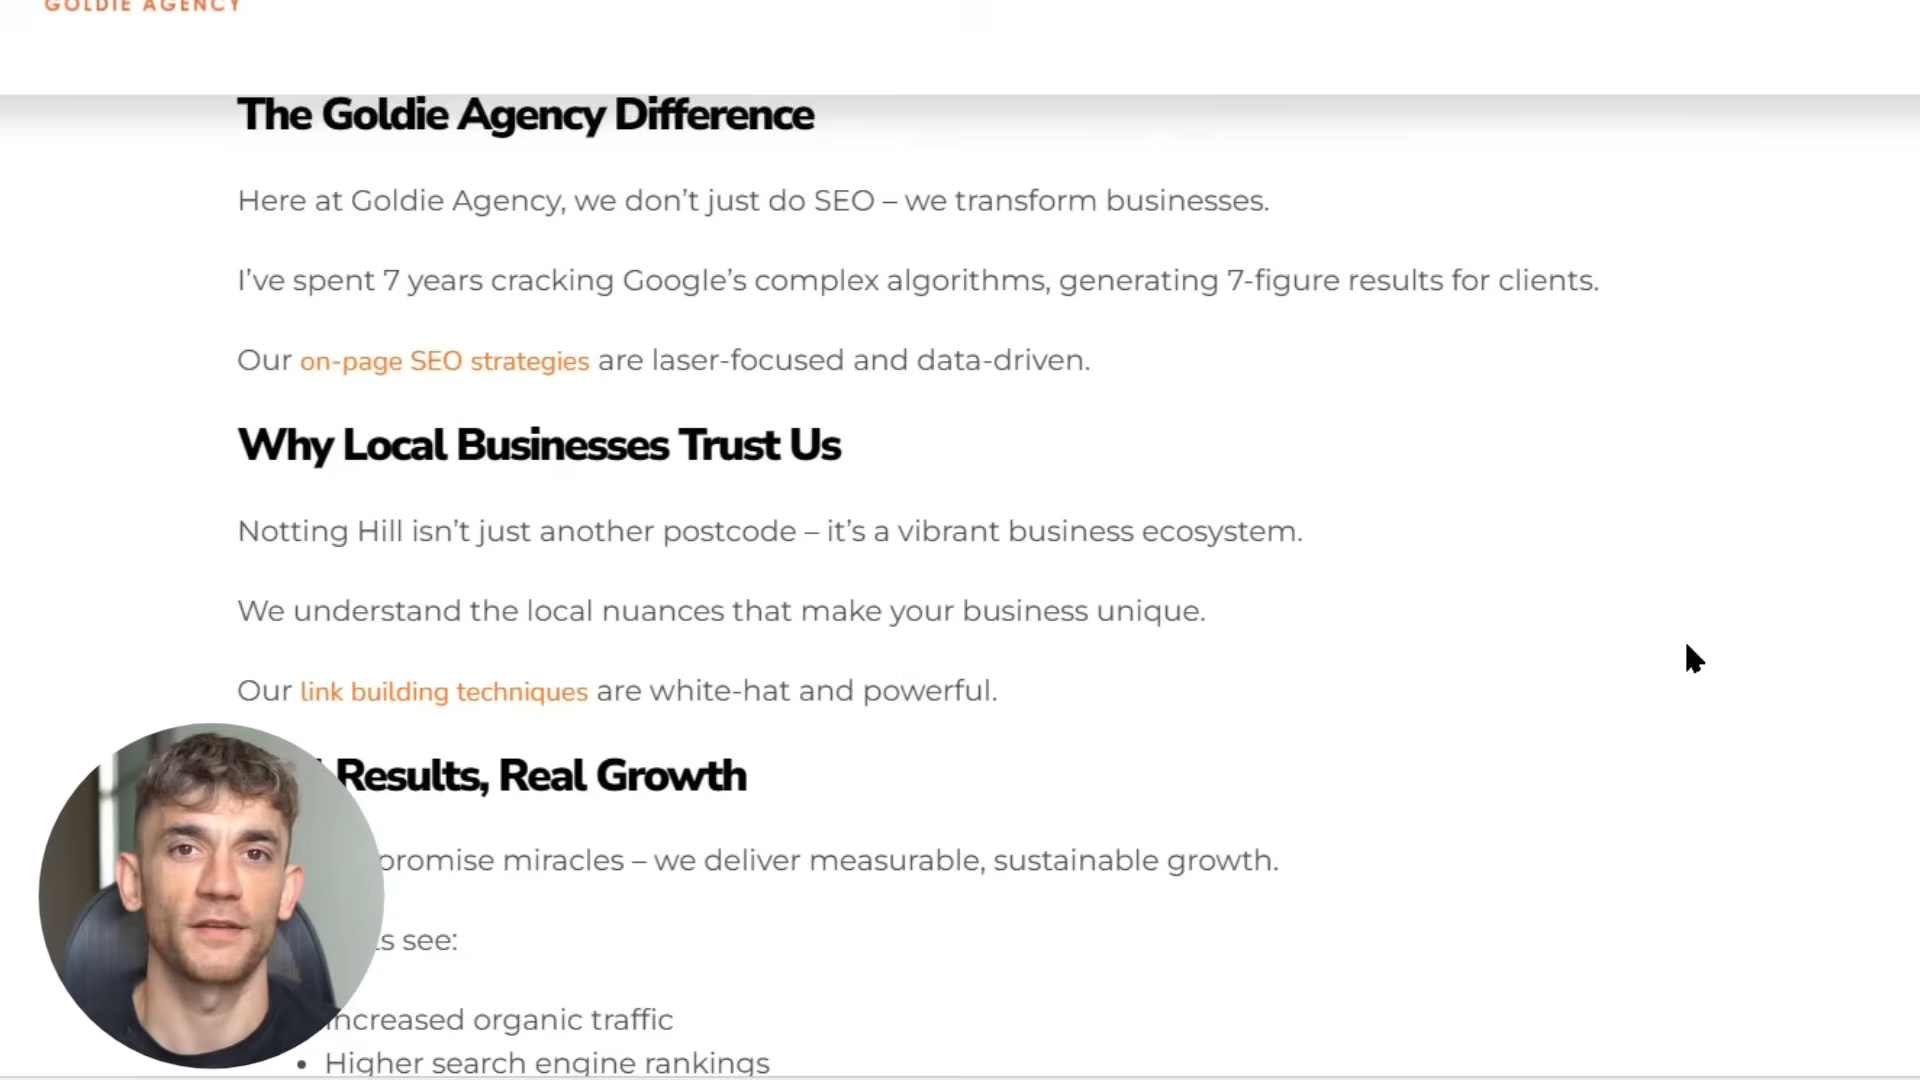 GOLDIE AGENCY
The Goldie Agency Difference
Here at Goldie Agency, we don’t just do SEO – we transform businesses.
I’ve spent 7 years cracking Google’s complex algorithms, generating 7-figure results for clients.
Our on-page SEO strategies are laser-focused and data-driven.
Why Local Businesses Trust Us
Notting Hill isn’t just another postcode – it’s a vibrant business ecosystem.
We understand the local nuances that make your business unique.
Our link building techniques are white-hat and powerful.
Results, Real Growth
promise miracles – we deliver measurable, sustainable growth.
see:
Increased organic traffic
• Higher search engine rankings